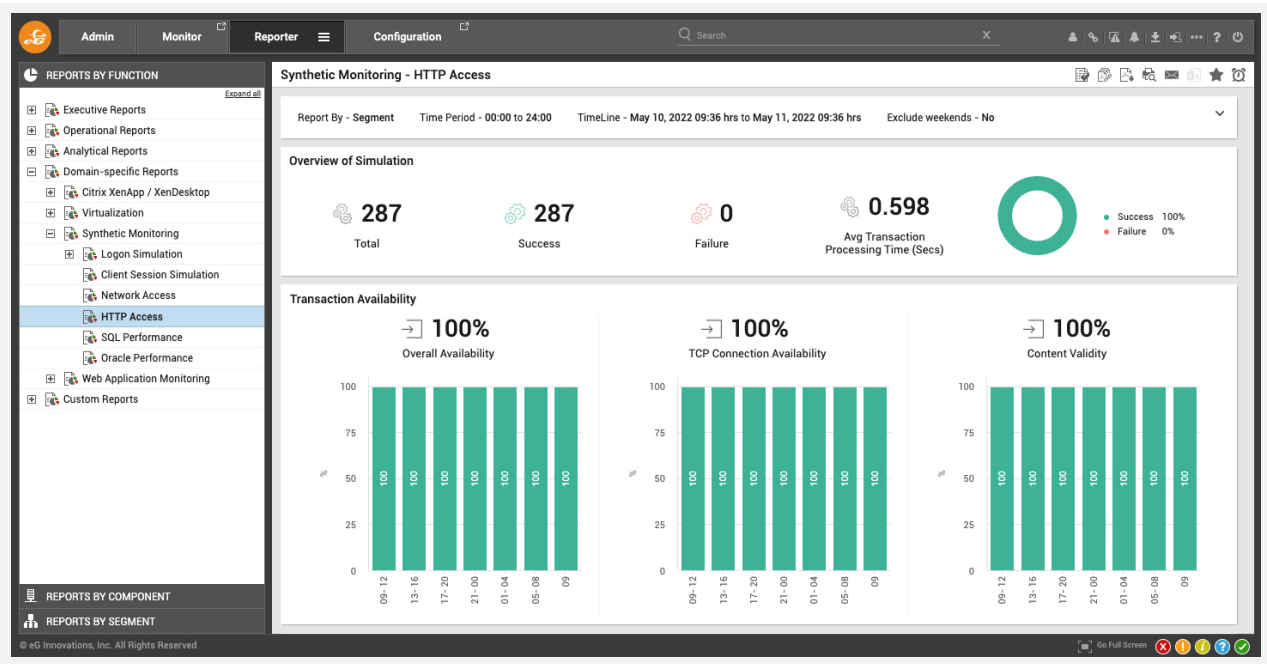 eG
Admin
Monitor
Reporter
Configuration
Search
X
REPORTS BY FUNCTION
Expand all
Executive Reports
Operational Reports
Analytical Reports
Domain-specific Reports
Citrix XenApp / XenDesktop
Virtualization
Synthetic Monitoring
Logon Simulation
Client Session Simulation
Network Access
HTTP Access
SQL Performance
Oracle Performance
Web Application Monitoring
Custom Reports
REPORTS BY COMPONENT
REPORTS BY SEGMENT
Synthetic Monitoring - HTTP Access
Report By - Segment Time Period - 00:00 to 24:00 TimeLine - May 10, 2022 09:36 hrs to May 11, 2022 09:36 hrs Exclude weekends - No
Overview of Simulation
287
Total
287
Success
0
Failure
0.598
Avg Transaction
Processing Time (Secs)
Success 100%
Failure 0%
Transaction Availability
100%
Overall Availability
100
75
50
25
0
%
100 100 100 100 100 100 100
09- 12 13- 16 17- 20 21- 00 01- 04 05- 08 09
100%
TCP Connection Availability
100
75
50
25
0
%
100 100 100 100 100 100 100
09- 12 13- 16 17- 20 21- 00 01- 04 05- 08 09
100%
Content Validity
100
75
50
25
0
%
100 100 100 100 100 100 100
09- 12 13- 16 17- 20 21- 00 01- 04 05- 08 09
© eG Innovations, Inc. All Rights Reserved
Go Full Screen